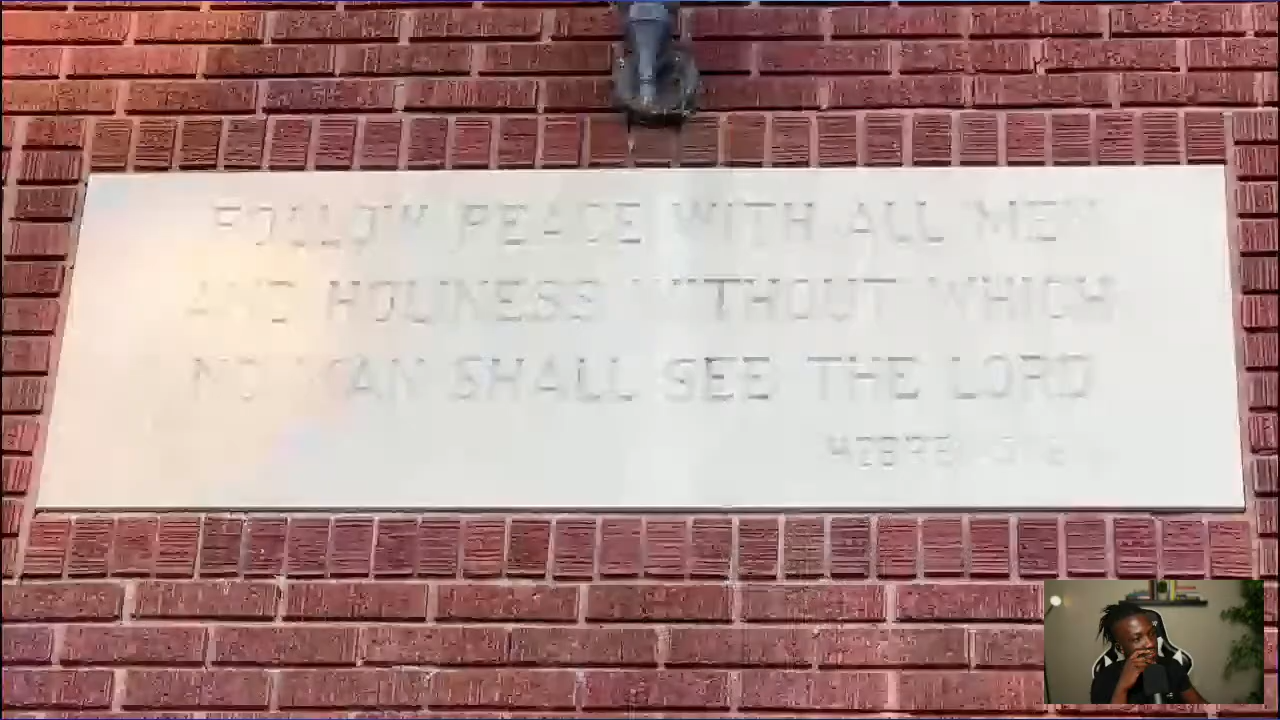 FOLLOW PEACE WITH ALL MEN
AND HOLINESS WITHOUT WHICH
NO MAN SHALL SEE THE LORD